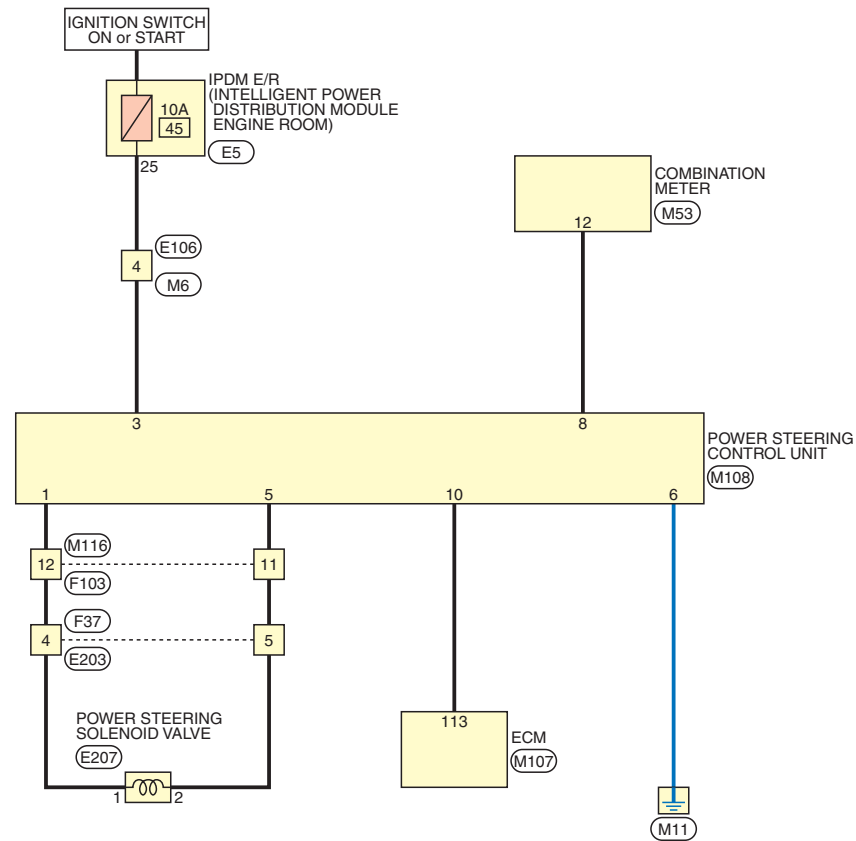 IGNITION SWITCH
ON or START
IPDM E/R
(INTELLIGENT POWER
DISTRIBUTION MODULE
ENGINE ROOM)
10A
45
E5
25
COMBINATION
METER
M53
12
E106
4
M6
3
8
POWER STEERING
CONTROL UNIT
M108
1
5
10
6
M116
12
11
F103
F37
4
5
E203
POWER STEERING
SOLENOID VALVE
E207
1
2
113
ECM
M107
M11